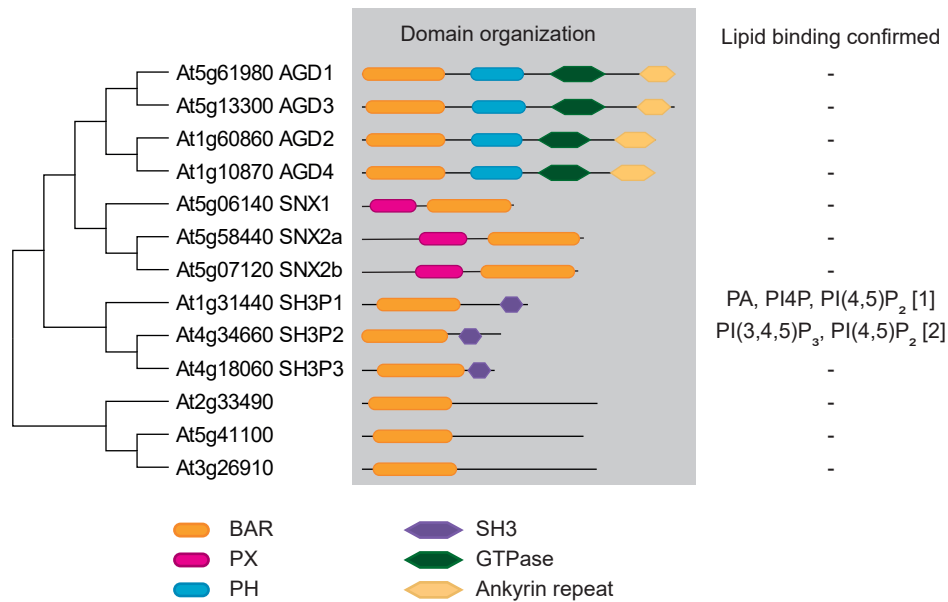 Domain organization Lipid binding confirmed
At5g61980 AGD1 -
At5g13300 AGD3 -
At1g60860 AGD2 -
At1g10870 AGD4 -
At5g06140 SNX1 -
At5g58440 SNX2a -
At5g07120 SNX2b -
At1g31440 SH3P1 PA, PI4P, PI(4,5)P₂ [1]
At4g34660 SH3P2 PI(3,4,5)P₃, PI(4,5)P₂ [2]
At4g18060 SH3P3 -
At2g33490 -
At5g41100 -
At3g26910 -
BAR SH3
PX GTPase
PH Ankyrin repeat